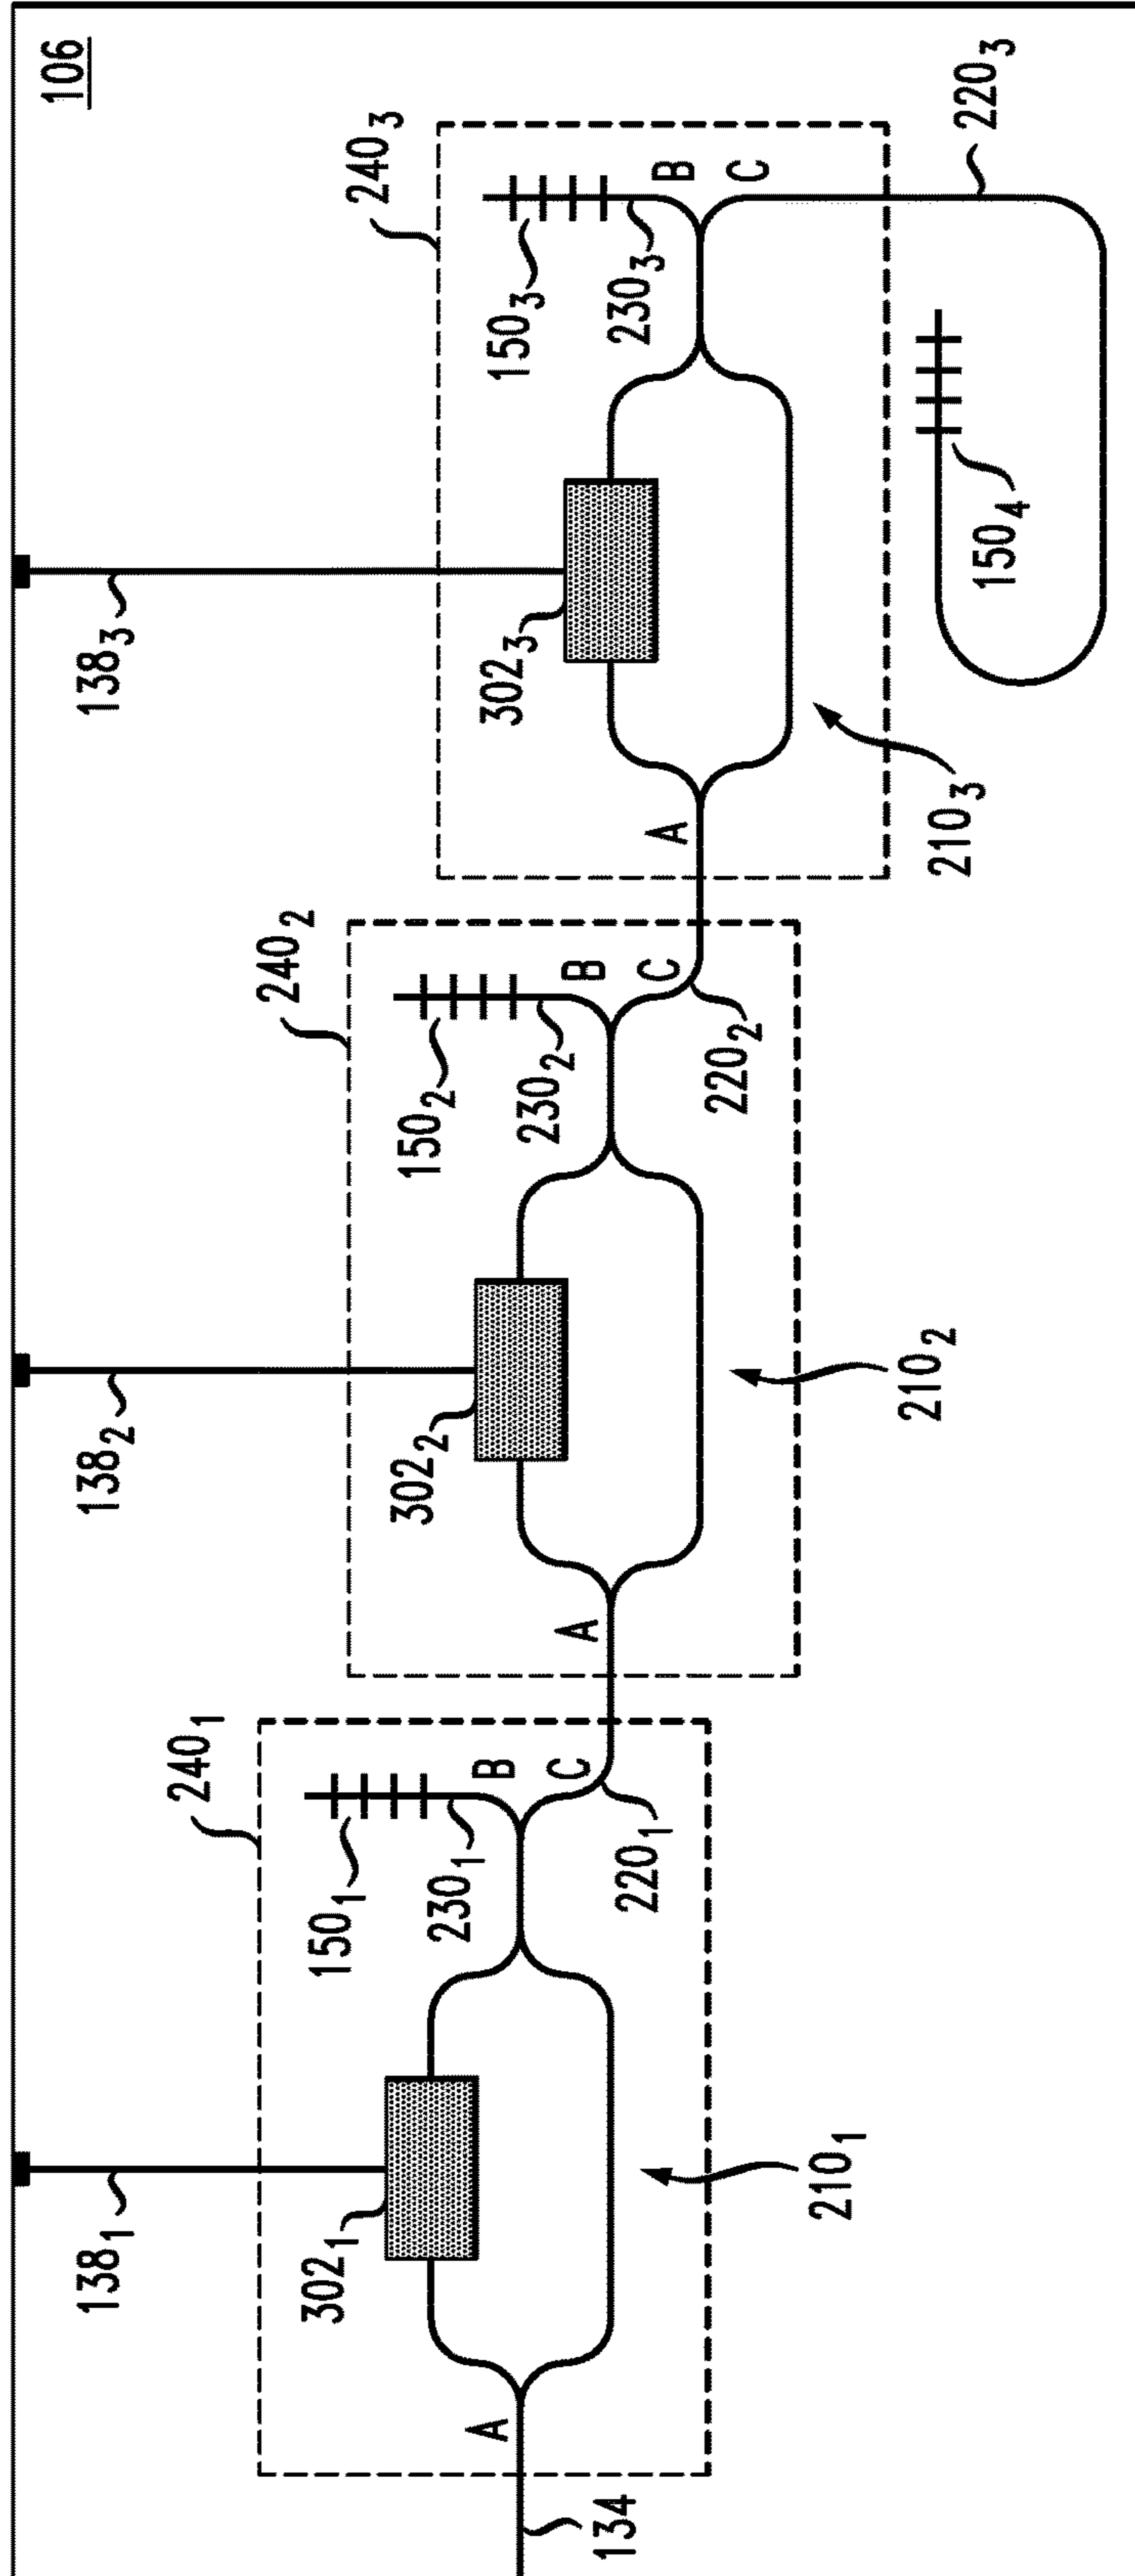 106
138₁
138₂
138₃
240₁
240₂
240₃
302₁
150₁
230₁
B
A
C
220₁
134
210₁
302₂
150₂
230₂
B
A
C
220₂
210₂
302₃
150₃
230₃
B
A
C
220₃
150₄
210₃